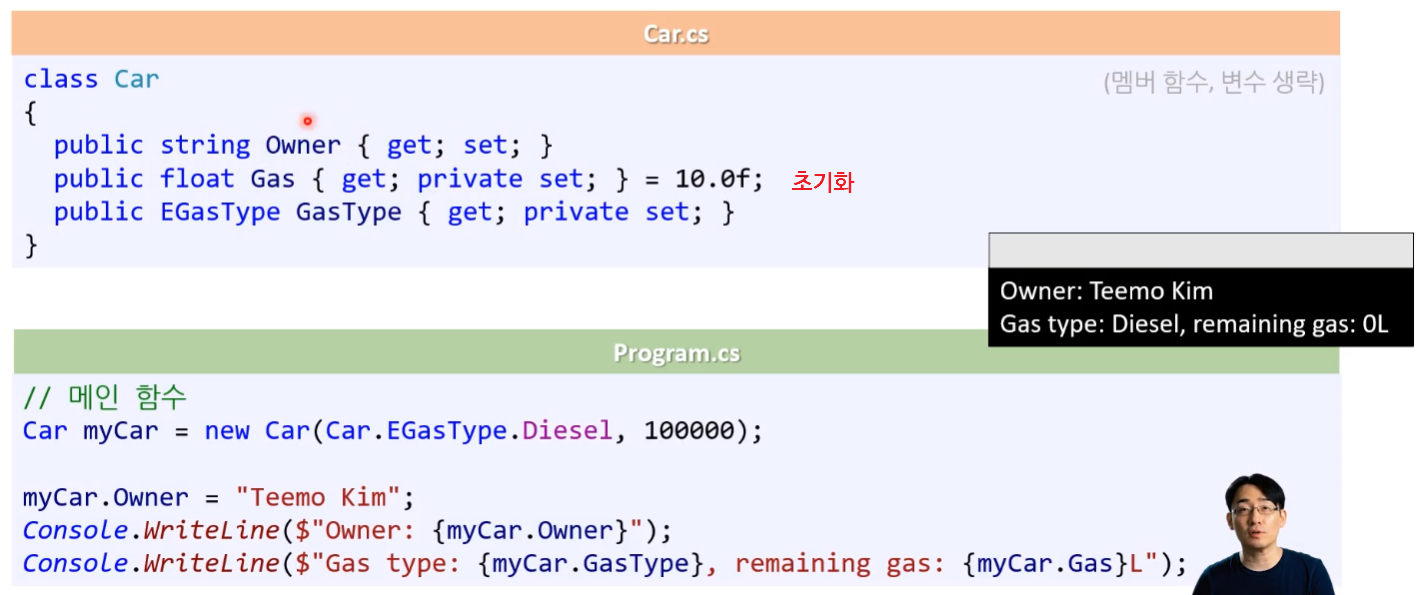 Car.cs
class Car
(멤버 함수, 변수 생략)
{
public string Owner { get; set; }
public float Gas { get; private set; } = 10.0f; 초기화
public EGasType GasType { get; private set; }
}
Owner: Teemo Kim
Gas type: Diesel, remaining gas: 0L
Program.cs
// 메인 함수
Car myCar = new Car(Car.EGasType.Diesel, 100000);
myCar.Owner = "Teemo Kim";
Console.WriteLine($"Owner: {myCar.Owner}");
Console.WriteLine($"Gas type: {myCar.GasType}, remaining gas: {myCar.Gas}L");